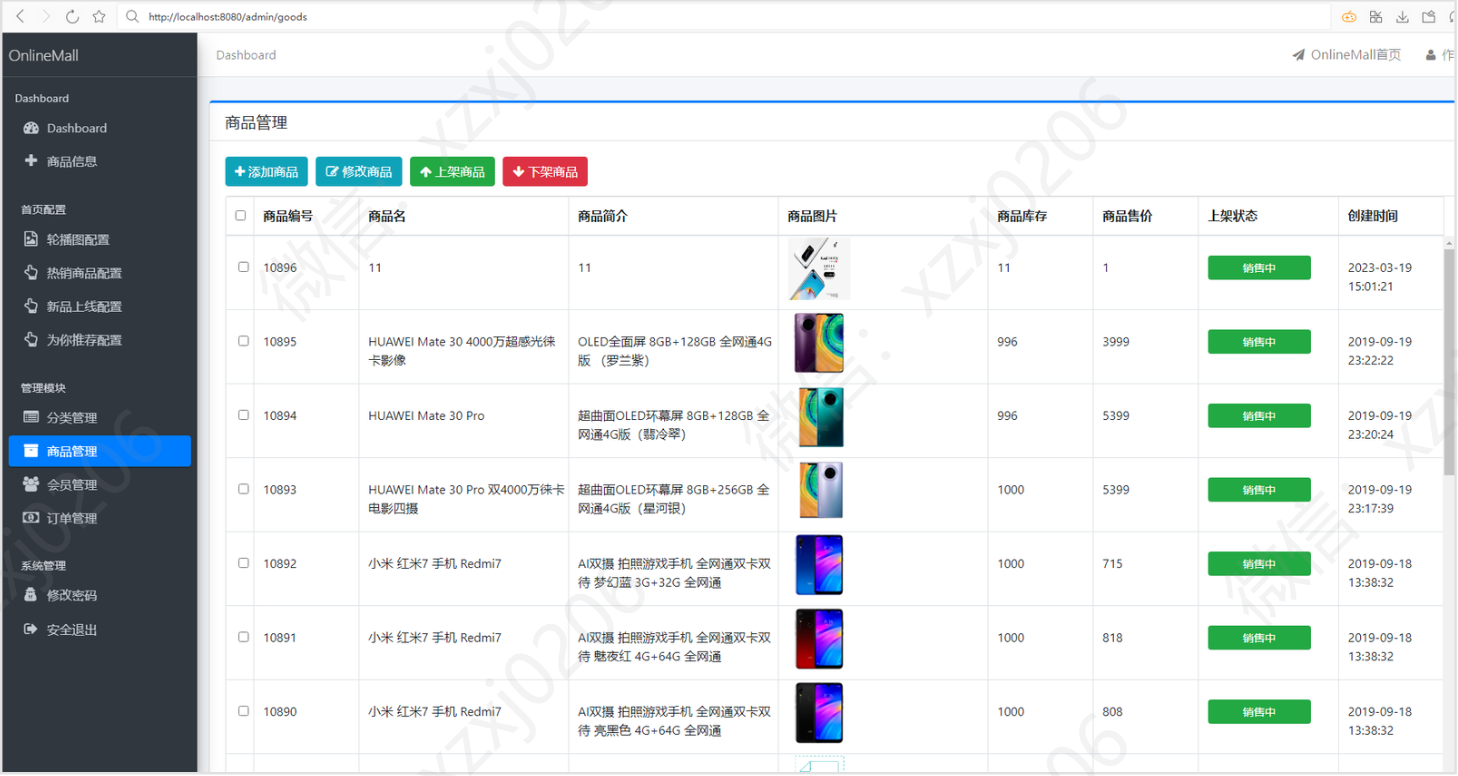 http://localhost:8080/admin/goods
OnlineMall
Dashboard
OnlineMall首页
作
Dashboard
Dashboard
商品信息
首页配置
轮播图配置
热销商品配置
新品上线配置
为你推荐配置
管理模块
分类管理
商品管理
会员管理
订单管理
系统管理
修改密码
安全退出
商品管理
添加商品 修改商品 上架商品 下架商品
商品编号 商品名 商品简介 商品图片 商品库存 商品售价 上架状态 创建时间
10896 11 11 11 1 销售中 2023-03-19
15:01:21
10895 HUAWEI Mate 30 4000万超感光徕 OLED全面屏 8GB+128GB 全网通4G 996 3999 销售中 2019-09-19
卡影像 版 （罗兰紫） 23:22:22
10894 HUAWEI Mate 30 Pro 超曲面OLED环幕屏 8GB+128GB 全 996 5399 销售中 2019-09-19
网通4G版（翡冷翠） 23:20:24
10893 HUAWEI Mate 30 Pro 双4000万徕卡 超曲面OLED环幕屏 8GB+256GB 全 1000 5399 销售中 2019-09-19
电影四摄 网通4G版（星河银） 23:17:39
10892 小米 红米7 手机 Redmi7 AI双摄 拍照游戏手机 全网通双卡双 1000 715 销售中 2019-09-18
待 梦幻蓝 3G+32G 全网通 13:38:32
10891 小米 红米7 手机 Redmi7 AI双摄 拍照游戏手机 全网通双卡双 1000 818 销售中 2019-09-18
待 魅夜红 4G+64G 全网通 13:38:32
10890 小米 红米7 手机 Redmi7 AI双摄 拍照游戏手机 全网通双卡双 1000 808 销售中 2019-09-18
待 亮黑色 4G+64G 全网通 13:38:32
微信：xzxj0206
微信：xzxj0206
微信：xzxj0206